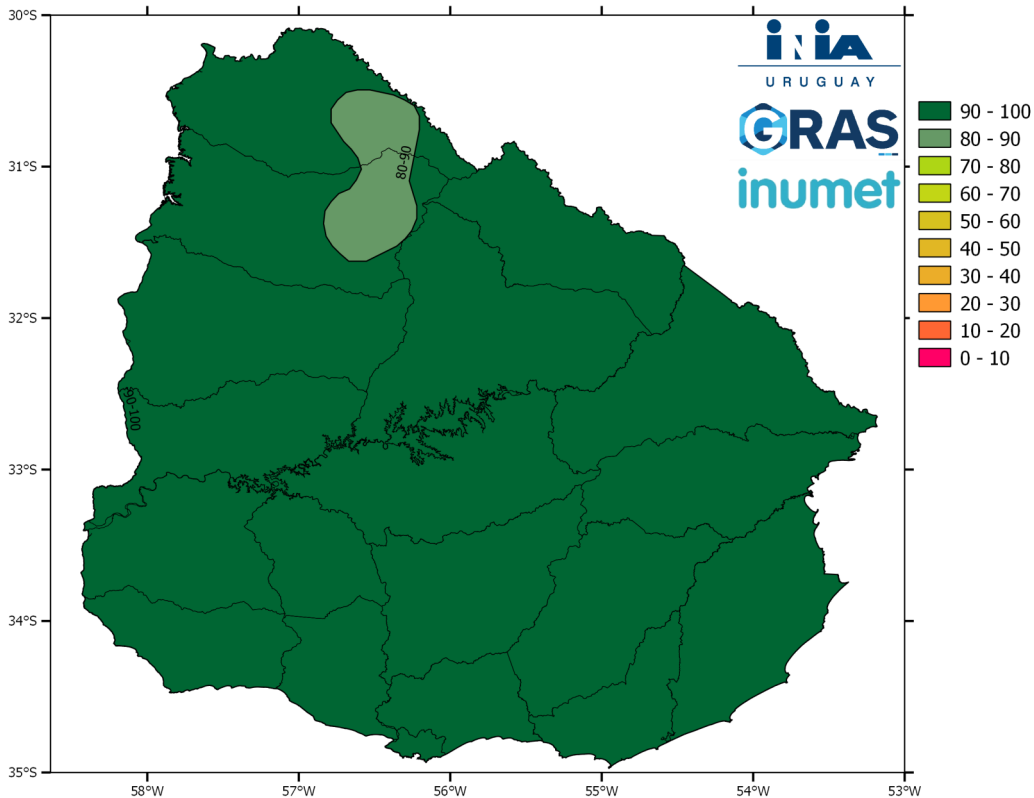 30°S
31°S
32°S
33°S
34°S
35°S
58°W
57°W
56°W
55°W
54°W
53°W
80-90
90-100
INIA
URUGUAY
GRAS
inumet
90 - 100
80 - 90
70 - 80
60 - 70
50 - 60
40 - 50
30 - 40
20 - 30
10 - 20
0 - 10